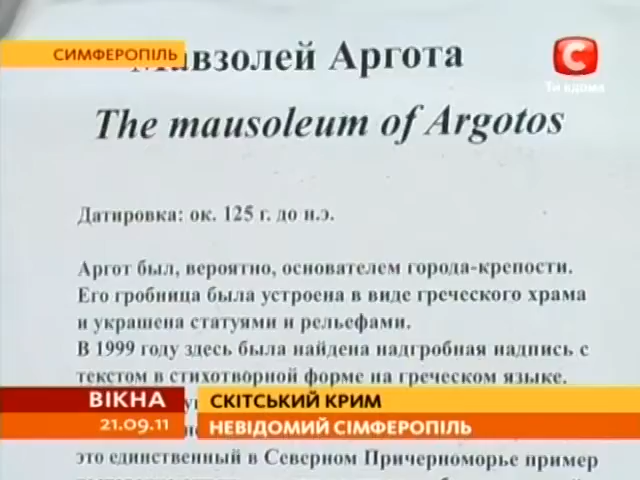 СИМФЕРОПІЛЬ
Мавзолей Аргота
С
Ти вдома
The mausoleum of Argotos
Датировка: ок. 125 г. до н.э.
Аргот был, вероятно, основателем города-крепости.
Его гробница была устроена в виде греческого храма
и украшена статуями и рельефами.
В 1999 году здесь была найдена надгробная надпись с
текстом в стихотворной форме на греческом языке.
ВІКНА
СКІТСЬКИЙ КРИМ
21.09.11
НЕВІДОМИЙ СІМФЕРОПІЛЬ
это единственный в Северном Причерноморье пример